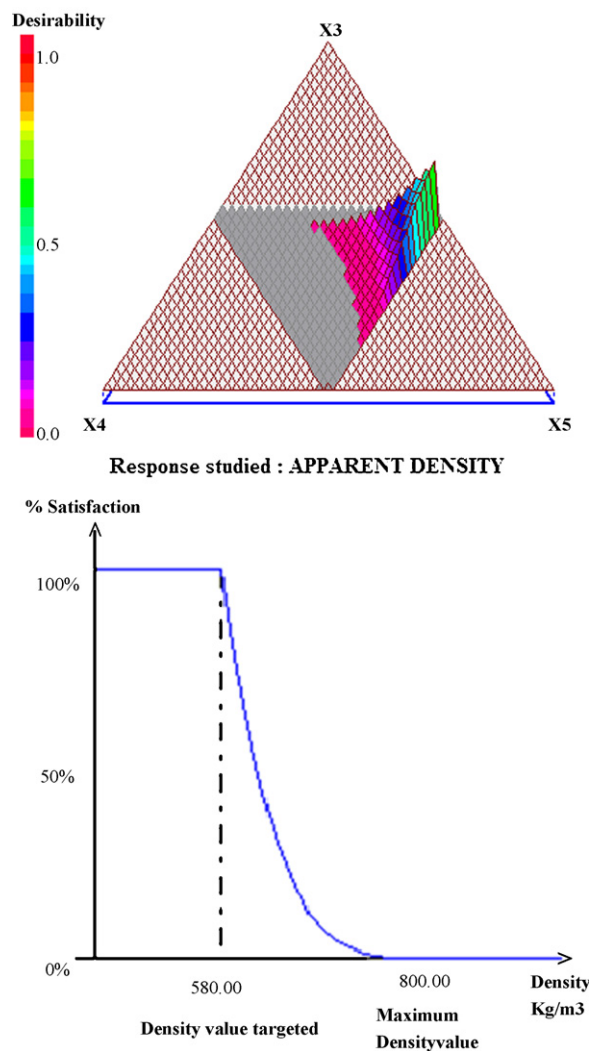 Desirability
X3
1.0
0.5
0.0
X4
X5
Response studied : APPARENT DENSITY
% Satisfaction
100%
50%
0%
580.00
800.00
Density
Kg/m3
Density value targeted
Maximum
Densityvalue